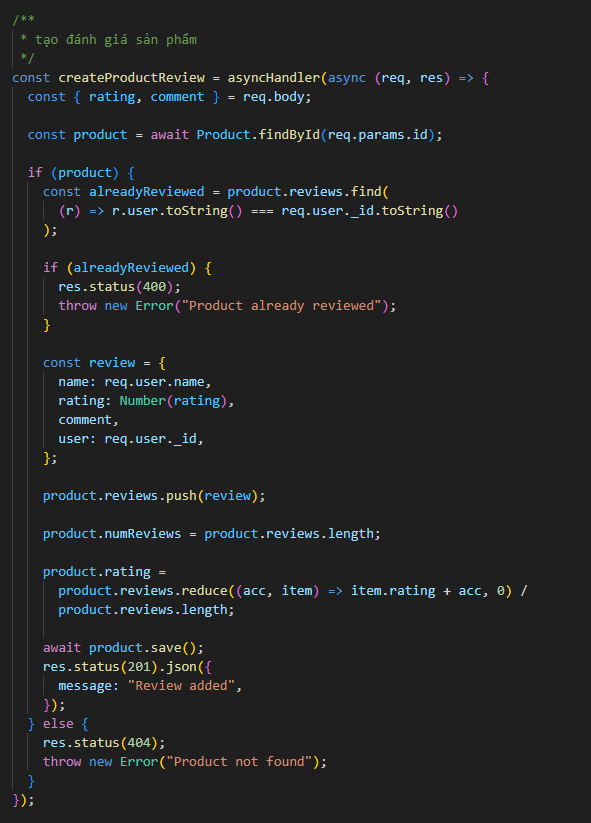 /**
 * tạo đánh giá sản phẩm
 */
const createProductReview = asyncHandler(async (req, res) => {
  const { rating, comment } = req.body;

  const product = await Product.findById(req.params.id);

  if (product) {
    const alreadyReviewed = product.reviews.find(
      (r) => r.user.toString() === req.user._id.toString()
    );

    if (alreadyReviewed) {
      res.status(400);
      throw new Error("Product already reviewed");
    }

    const review = {
      name: req.user.name,
      rating: Number(rating),
      comment,
      user: req.user._id,
    };

    product.reviews.push(review);

    product.numReviews = product.reviews.length;

    product.rating =
      product.reviews.reduce((acc, item) => item.rating + acc, 0) /
      product.reviews.length;

    await product.save();
    res.status(201).json({
      message: "Review added",
    });
  } else {
    res.status(404);
    throw new Error("Product not found");
  }
});